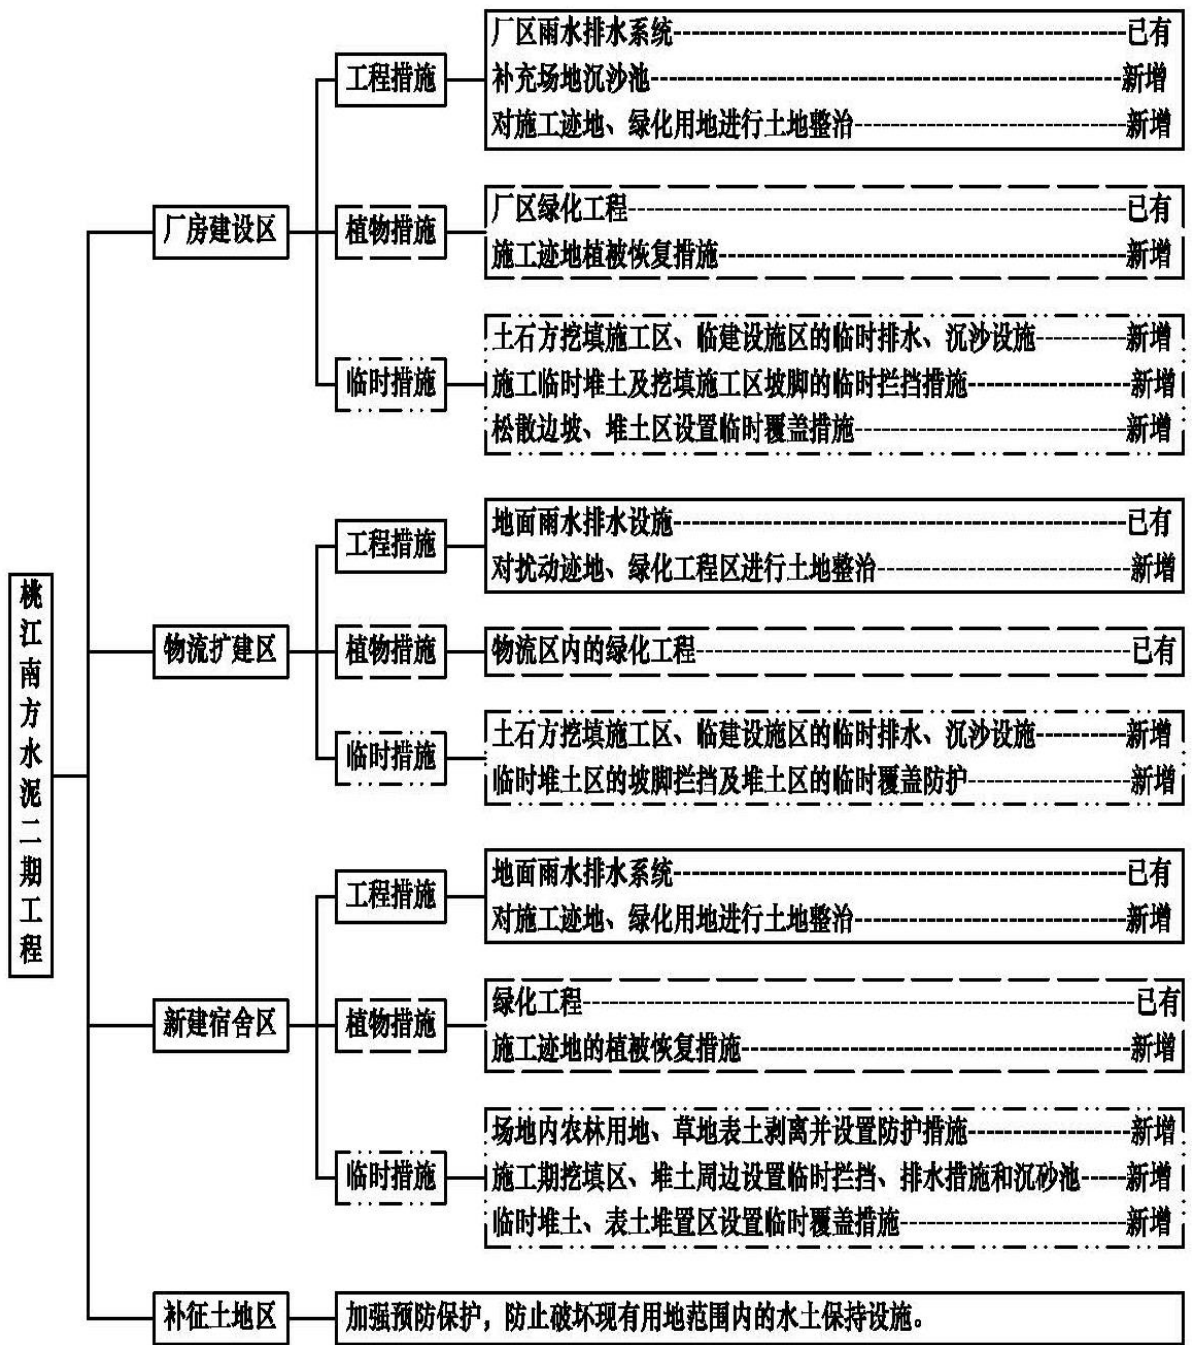 桃江南方水泥二期工程
厂房建设区
工程措施
厂区雨水排水系统 已有
补充场地沉沙池 新增
对施工迹地、绿化用地进行土地整治 新增
植物措施
厂区绿化工程 已有
施工迹地植被恢复措施 新增
临时措施
土石方挖填施工区、临建设施区的临时排水、沉沙设施 新增
施工临时堆土及挖填施工区坡脚的临时拦挡措施 新增
松散边坡、堆土区设置临时覆盖措施 新增
物流扩建区
工程措施
地面雨水排水设施 已有
对扰动迹地、绿化工程区进行土地整治 新增
植物措施
物流区内的绿化工程 已有
临时措施
土石方挖填施工区、临建设施区的临时排水、沉沙设施 新增
临时堆土区的坡脚拦挡及堆土区的临时覆盖防护 新增
新建宿舍区
工程措施
地面雨水排水系统 已有
对施工迹地、绿化用地进行土地整治 新增
植物措施
绿化工程 已有
施工迹地的植被恢复措施 新增
临时措施
场地内农林用地、草地表土剥离并设置防护措施 新增
施工期挖填区、堆土周边设置临时拦挡、排水措施和沉砂池 新增
临时堆土、表土堆置区设置临时覆盖措施 新增
补征土地区
加强预防保护，防止破坏现有用地范围内的水土保持设施。